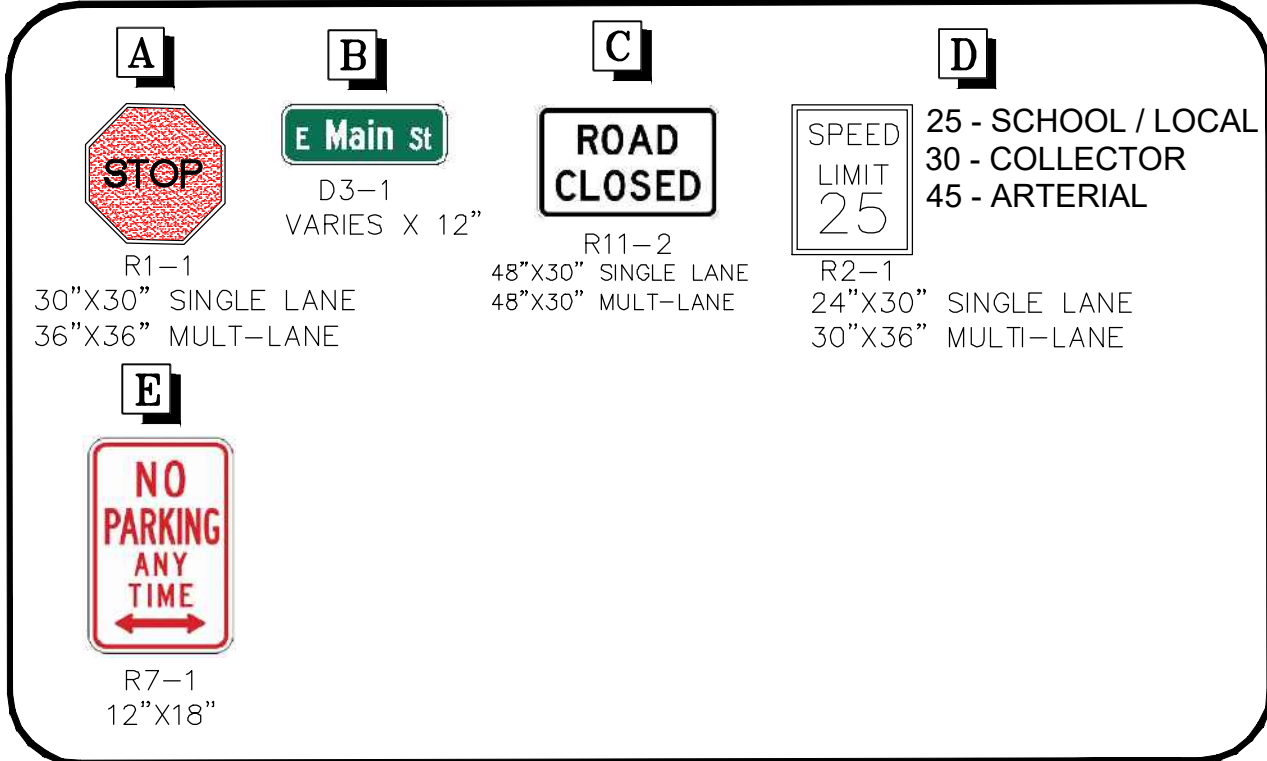 A
STOP
R1-1
30"X30" SINGLE LANE
36"X36" MULT-LANE
B
E Main St
D3-1
VARIES X 12"
C
ROAD
CLOSED
R11-2
48"X30" SINGLE LANE
48"X30" MULT-LANE
D
SPEED
LIMIT
25
25 - SCHOOL / LOCAL
30 - COLLECTOR
45 - ARTERIAL
R2-1
24"X30" SINGLE LANE
30"X36" MULTI-LANE
E
NO
PARKING
ANY
TIME
R7-1
12"X18"